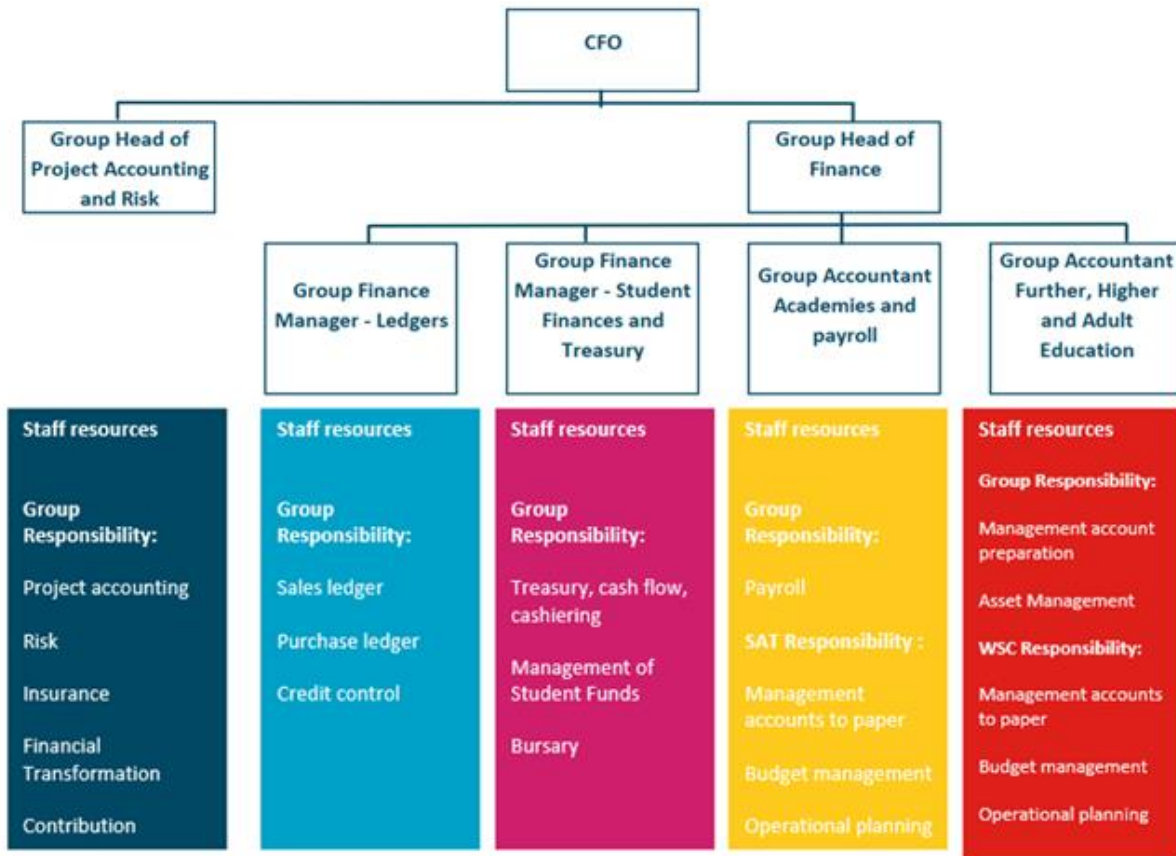 CFO
Group Head of
Project Accounting
and Risk
Group Head of
Finance
Group Finance
Manager - Ledgers
Group Finance
Manager - Student
Finances and
Treasury
Group Accountant
Academies and
payroll
Group Accountant
Further, Higher
and Adult
Education
Staff resources
Group
Responsibility:
Project accounting
Risk
Insurance
Financial
Transformation
Contribution
Staff resources
Group
Responsibility:
Sales ledger
Purchase ledger
Credit control
Staff resources
Group
Responsibility:
Treasury, cash flow,
cashiering
Management of
Student Funds
Bursary
Staff resources
Group
Responsibility:
Payroll
SAT Responsibility :
Management
accounts to paper
Budget management
Operational planning
Staff resources
Group Responsibility:
Management account
preparation
Asset Management
WSC Responsibility:
Management accounts
to paper
Budget management
Operational planning